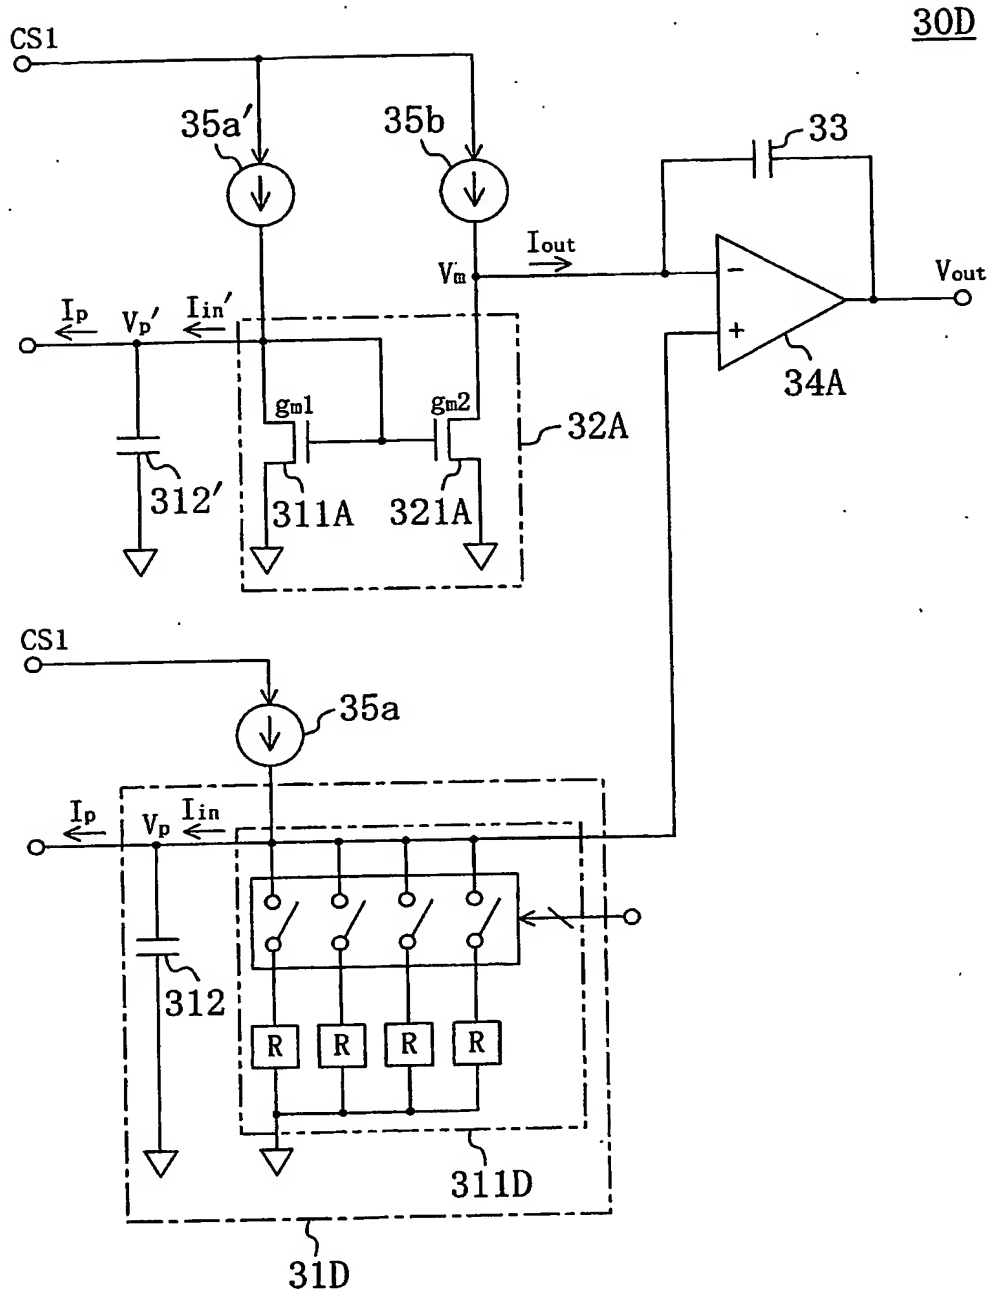 30D
CS1
35a′
35b
33
Iout
Vm
Vout
Ip
Vp′
Iin′
−
+
34A
gm1
gm2
32A
312′
311A
321A
CS1
35a
Ip
Vp
Iin
312
R R R R
311D
31D